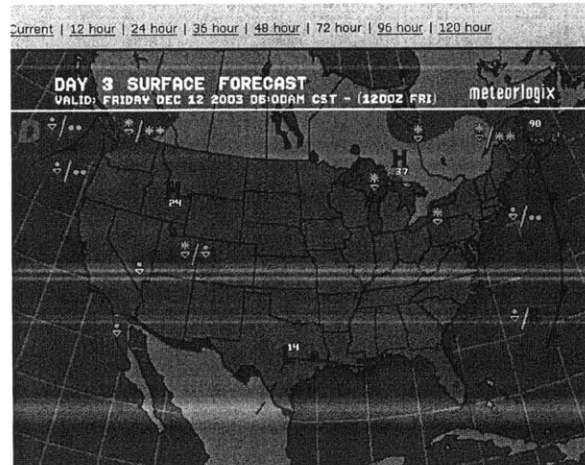 Current | 12 hour | 24 hour | 36 hour | 48 hour | 72 hour | 96 hour | 120 hour
DAY 3 SURFACE FORECAST
VALID: FRIDAY DEC 12 2003 06:00AM CST - (1200Z FRI)
meteorlogix
90
H
37
H
24
14